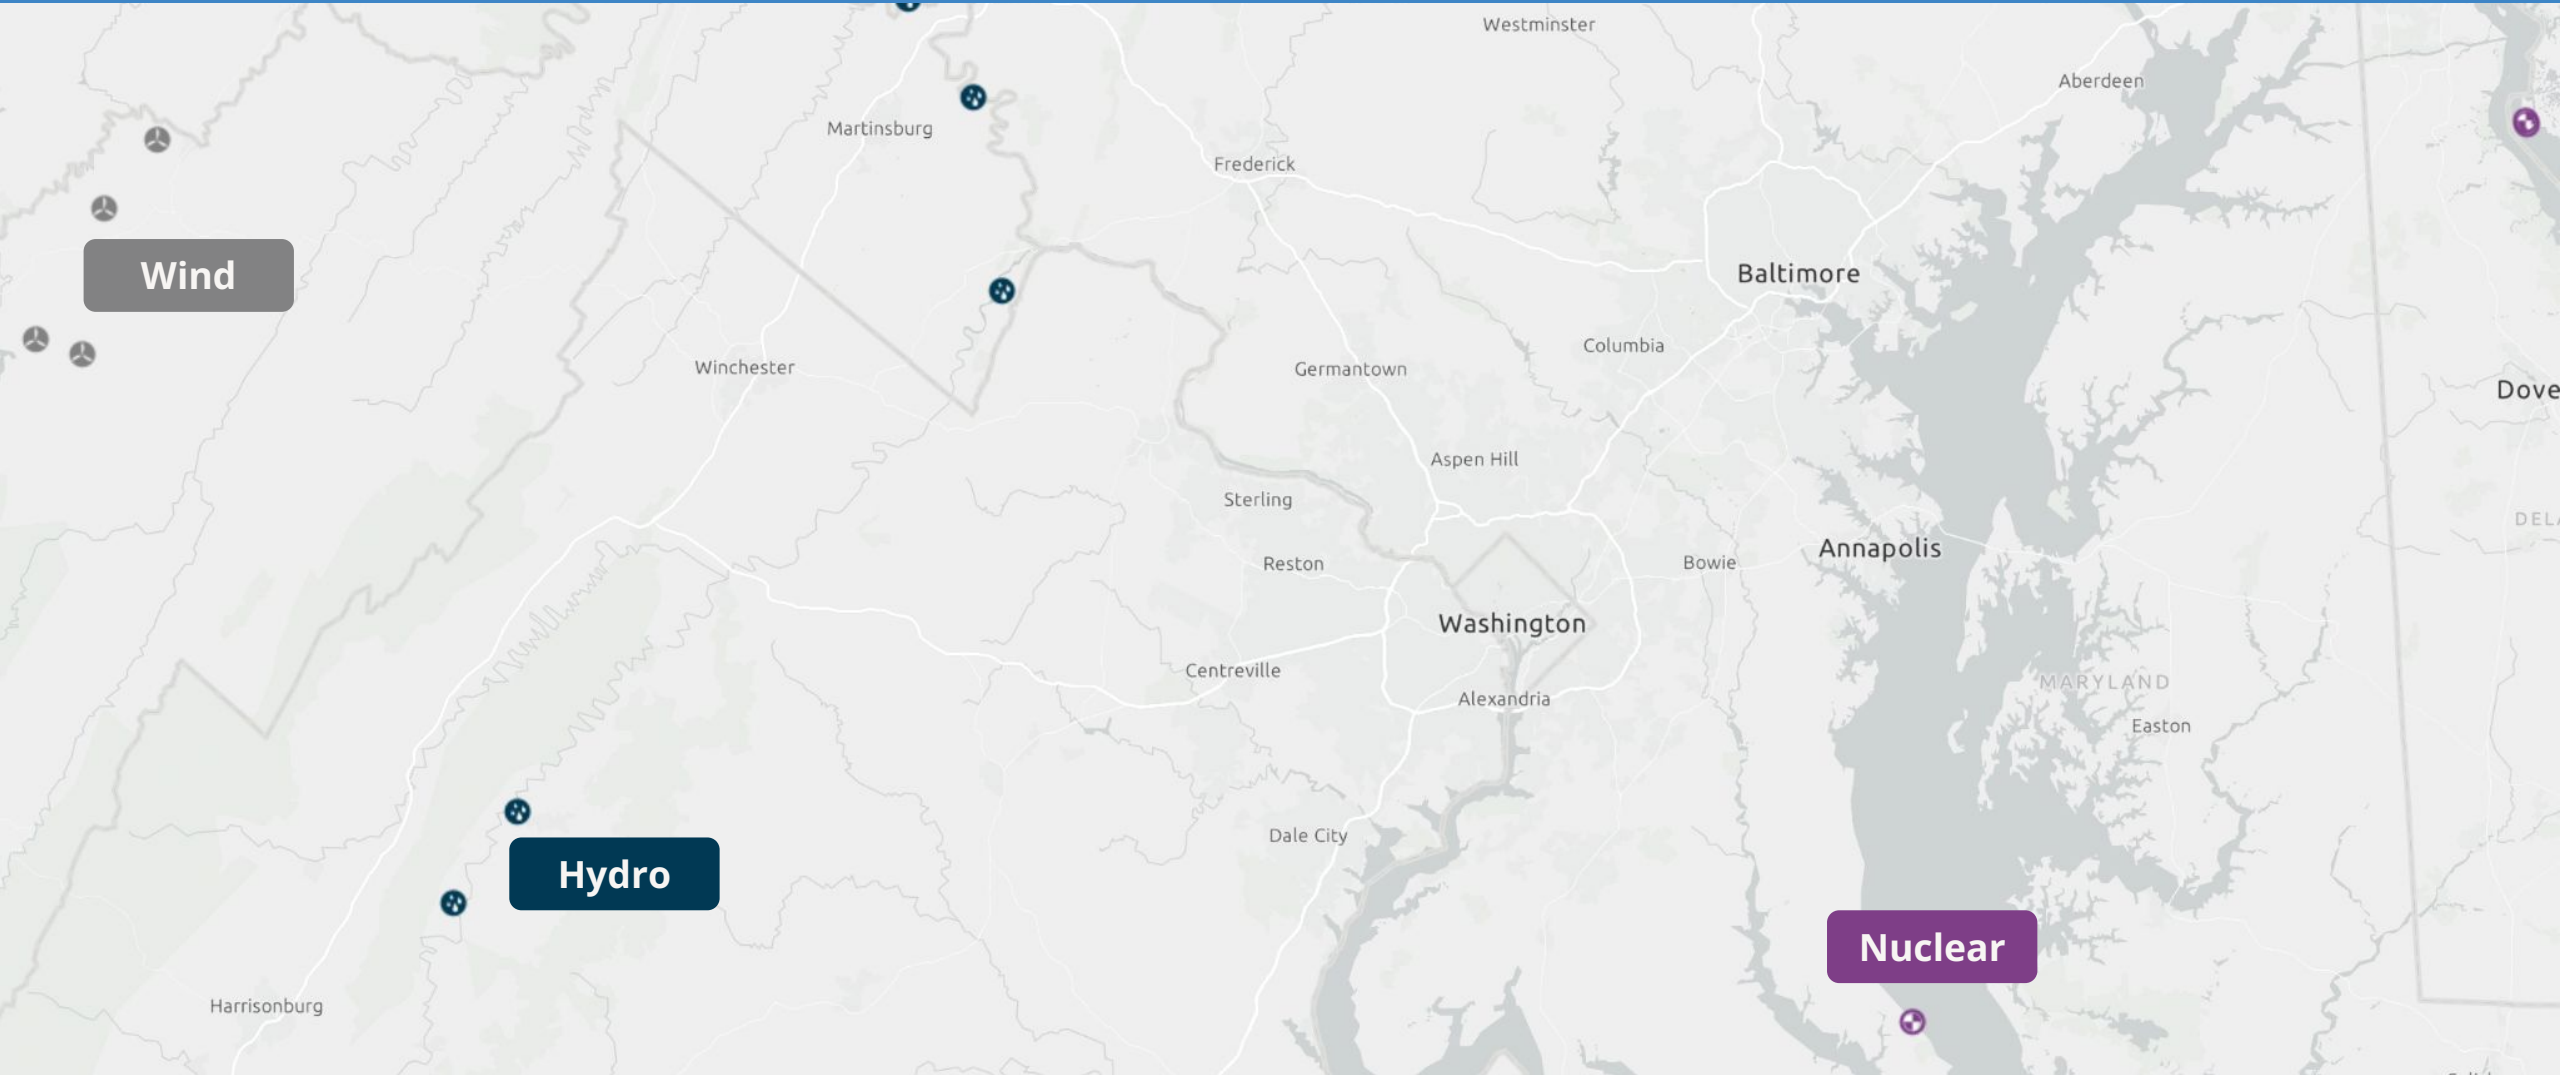 Westminster
Aberdeen
Martinsburg
Frederick
Wind
Baltimore
Columbia
Winchester
Germantown
Dove
Aspen Hill
Sterling
DELA
Annapolis
Reston
Bowie
Washington
Centreville
MARYLAND
Alexandria
Easton
Dale City
Hydro
Nuclear
Harrisonburg